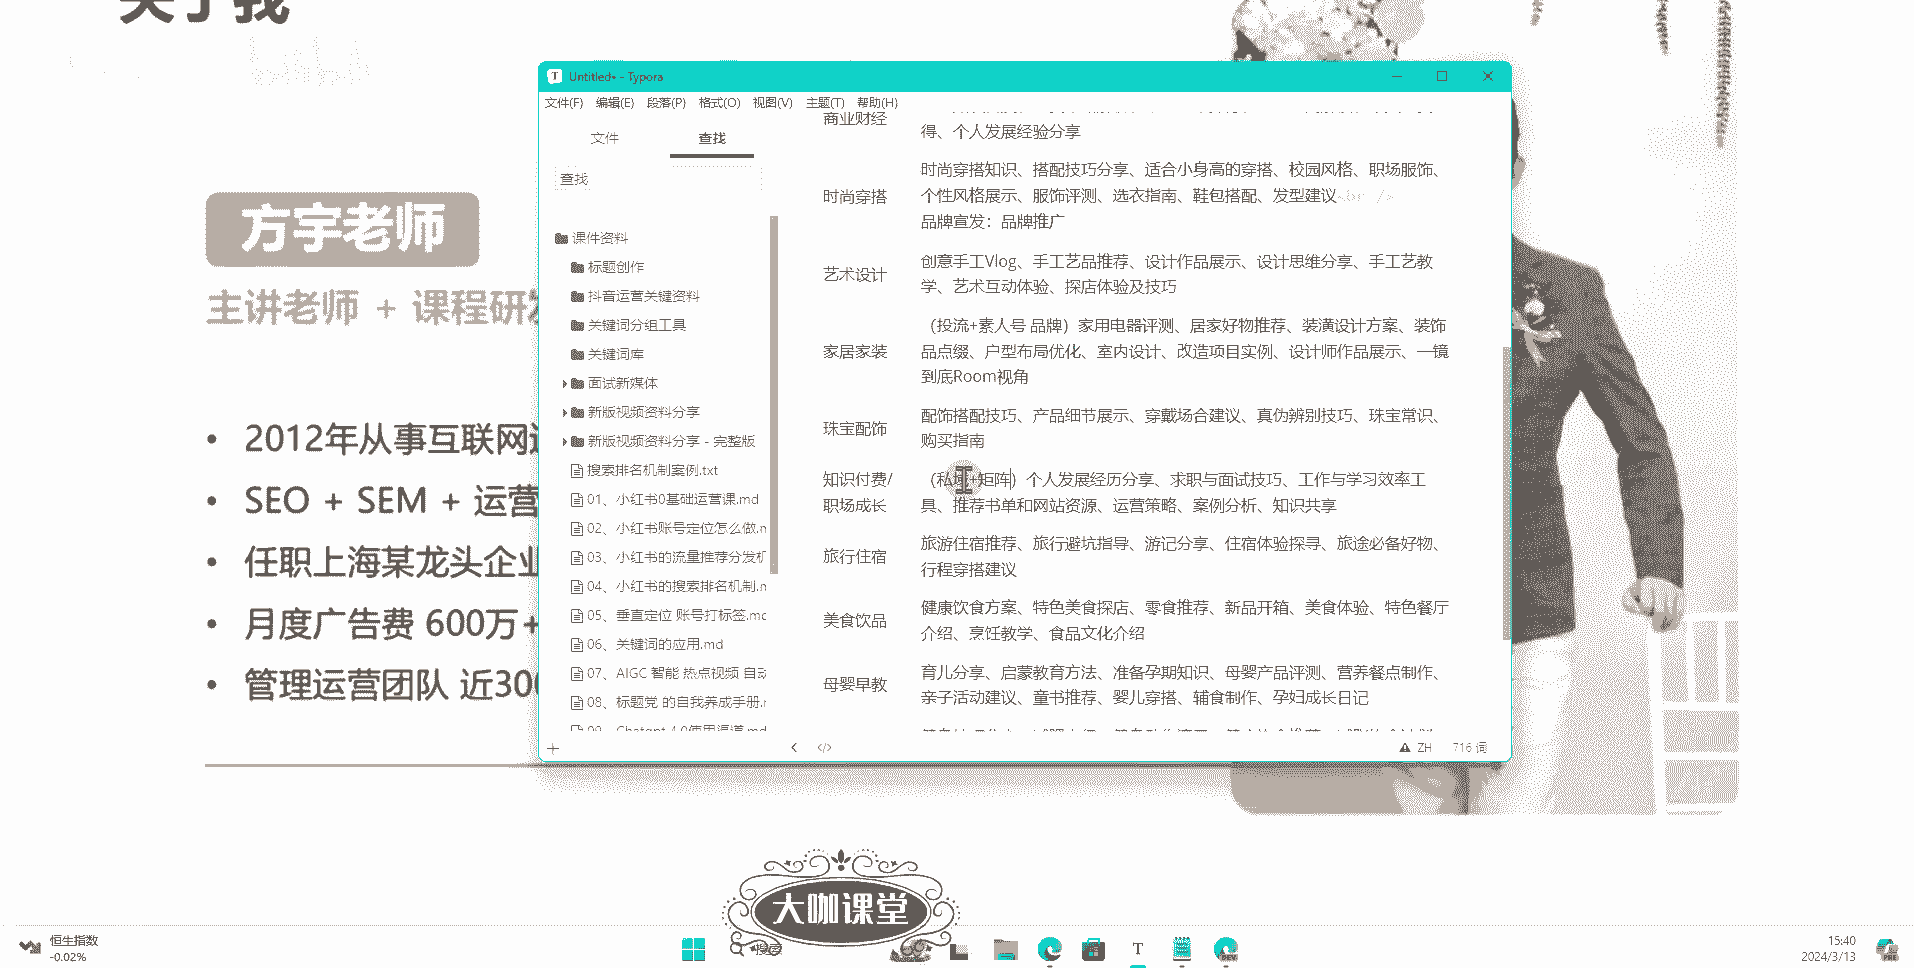 关于我
方宇老师
主讲老师 + 课程研发
2012年从事互联网
SEO + SEM + 运营
任职上海某龙头企业
月度广告费 600万+
管理运营团队 近300
Untitled• - Typora
文件(F) 编辑(E) 段落(P) 格式(O) 视图(V) 主题(T) 帮助(H)
文件 查找
查找
课件资料
标题创作
抖音运营关键资料
关键词分组工具
关键词库
面试新媒体
新版视频资料分享
新版视频资料分享 - 完整版
搜索排名机制案例.txt
01、小红书0基础运营课.md
02、小红书账号定位怎么做.m
03、小红书的流量推荐分发机
04、小红书的搜索排名机制.m
05、垂直定位 账号打标签.mc
06、关键词的应用.md
07、AIGC 智能 热点视频 自动
08、标题党 的自我养成手册.r
09、Chatgpt 4.0使用渠道.md
商业财经
得、个人发展经验分享
时尚穿搭
时尚穿搭知识、搭配技巧分享、适合小身高的穿搭、校园风格、职场服饰、
个性风格展示、服饰评测、选衣指南、鞋包搭配、发型建议<br />
品牌宣发：品牌推广
艺术设计
创意手工Vlog、手工艺品推荐、设计作品展示、设计思维分享、手工艺教
学、艺术互动体验、探店体验及技巧
家居家装
（投流+素人号 品牌）家用电器评测、居家好物推荐、装潢设计方案、装饰
品点缀、户型布局优化、室内设计、改造项目实例、设计师作品展示、一镜
到底Room视角
珠宝配饰
配饰搭配技巧、产品细节展示、穿戴场合建议、真伪辨别技巧、珠宝常识、
购买指南
知识付费/
职场成长
（私域+矩阵）个人发展经历分享、求职与面试技巧、工作与学习效率工
具、推荐书单和网站资源、运营策略、案例分析、知识共享
旅行住宿
旅游住宿推荐、旅行避坑指导、游记分享、住宿体验探寻、旅途必备好物、
行程穿搭建议
美食饮品
健康饮食方案、特色美食探店、零食推荐、新品开箱、美食体验、特色餐厅
介绍、烹饪教学、食品文化介绍
母婴早教
育儿分享、启蒙教育方法、准备孕期知识、母婴产品评测、营养餐点制作、
亲子活动建议、童书推荐、婴儿穿搭、辅食制作、孕妇成长日记
ZH 716 词
大咖课堂
恒生指数
-0.02%
搜索
15:40
2024/3/13